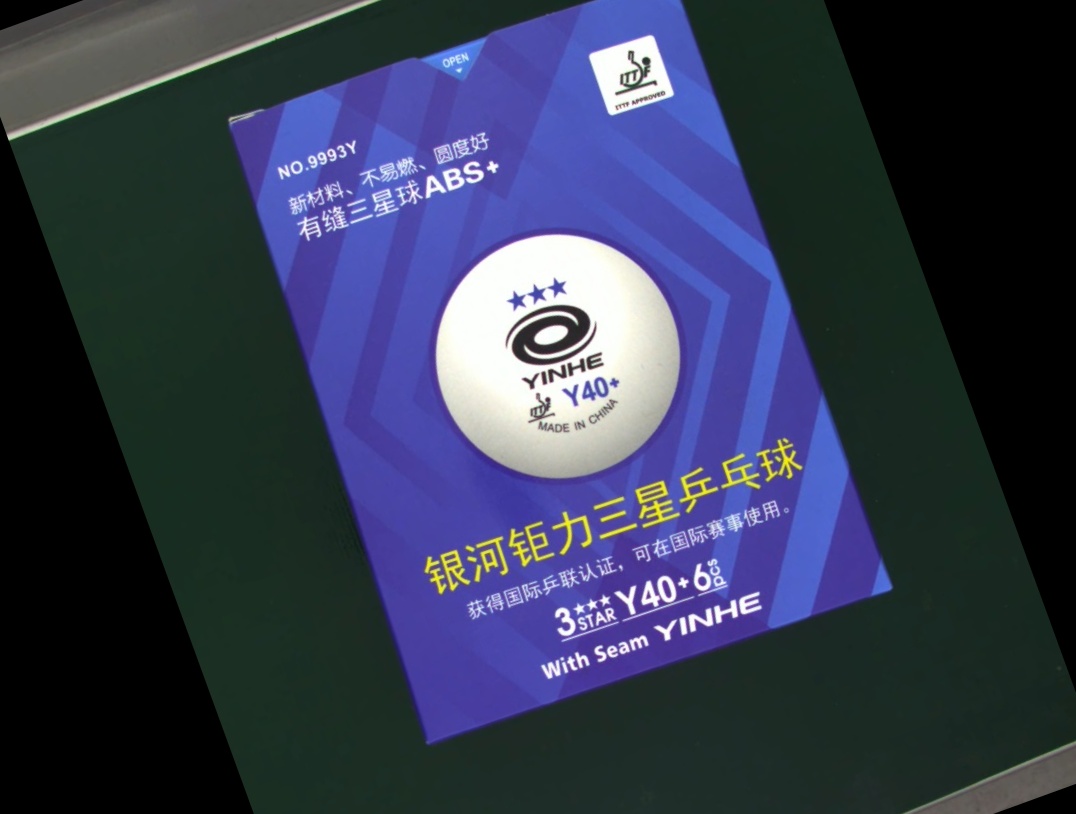 OPEN
ITTF
ITTF APPROVED
NO.9993Y
新材料、不易燃、圆度好
有缝三星球ABS+
YINHE
ITTF Y40+
MADE IN CHINA
银河钜力三星乒乓球
获得国际乒联认证，可在国际赛事使用。
3★★★STAR Y40+6PCS
With Seam YINHE